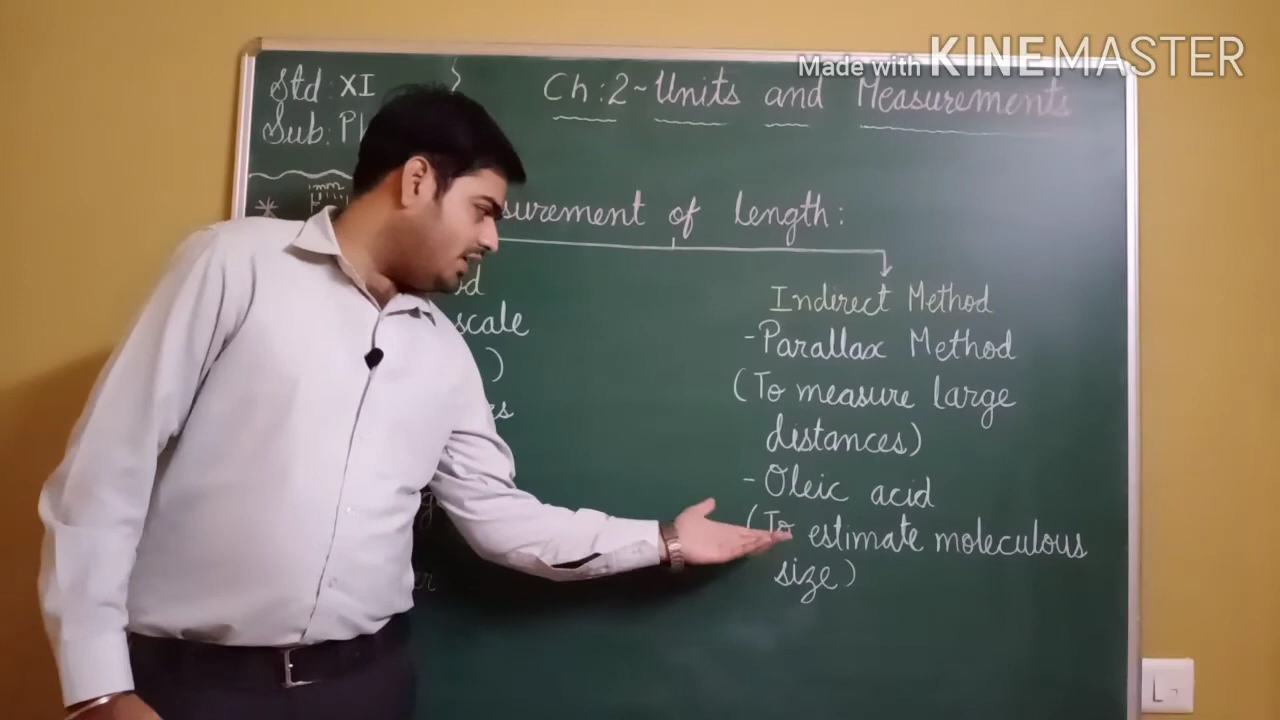 Made with KINEMASTER
Std : XI
Ch : 2 ~ Units and Measurements
Sub :
mm
* surement of length :
Indirect Method
scale
- Parallax Method
)
(To measure large
distances)
- Oleic acid
(To estimate moleculous
size)